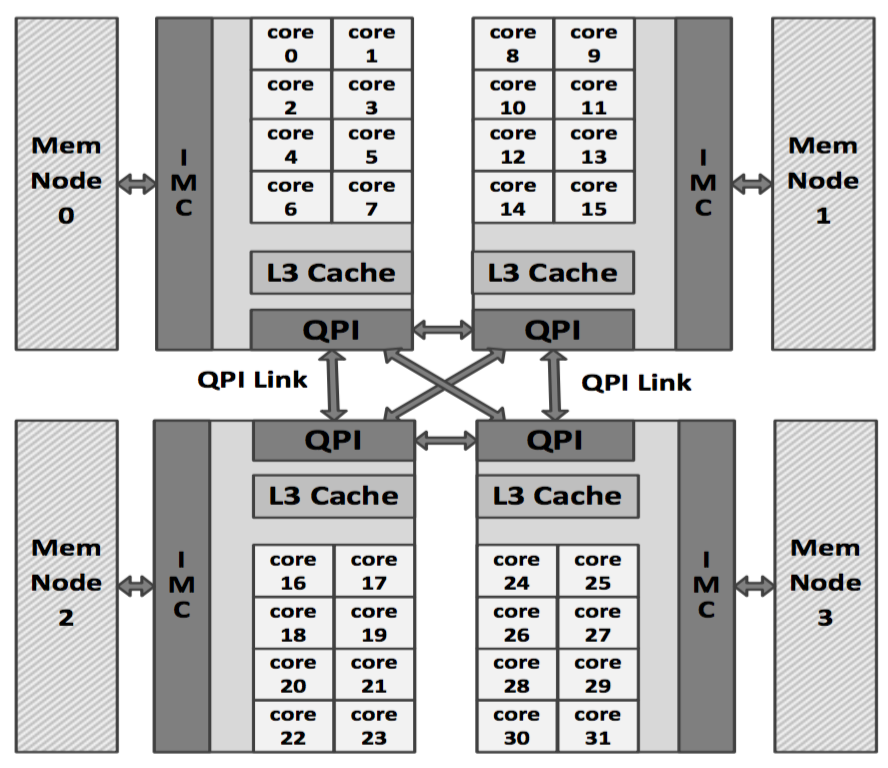 Mem
Node
0
I
M
C
core
0
core
1
core
2
core
3
core
4
core
5
core
6
core
7
L3 Cache
QPI
core
8
core
9
core
10
core
11
core
12
core
13
core
14
core
15
L3 Cache
QPI
I
M
C
Mem
Node
1
QPI Link
QPI Link
Mem
Node
2
I
M
C
QPI
L3 Cache
core
16
core
17
core
18
core
19
core
20
core
21
core
22
core
23
QPI
L3 Cache
core
24
core
25
core
26
core
27
core
28
core
29
core
30
core
31
I
M
C
Mem
Node
3